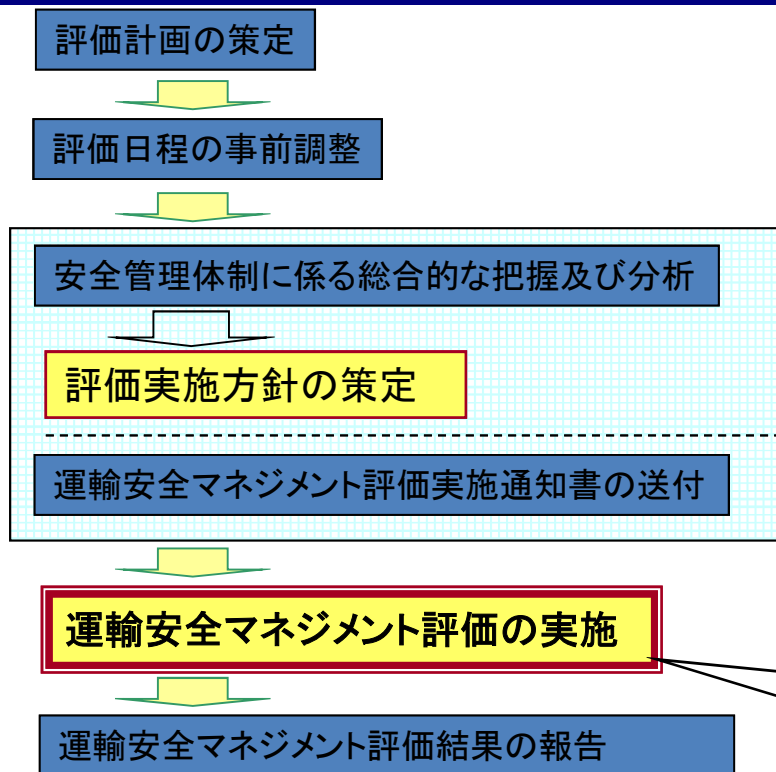 評価計画の策定
評価日程の事前調整
安全管理体制に係る総合的な把握及び分析
評価実施方針の策定
運輸安全マネジメント評価実施通知書の送付
運輸安全マネジメント評価の実施
運輸安全マネジメント評価結果の報告